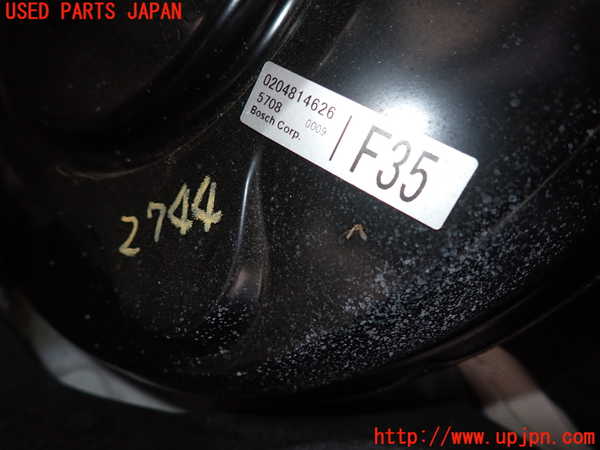 USED PARTS JAPAN
0204814626
5708 0009
Bosch Corp.
F35
2744
http://www.upjpn.com/